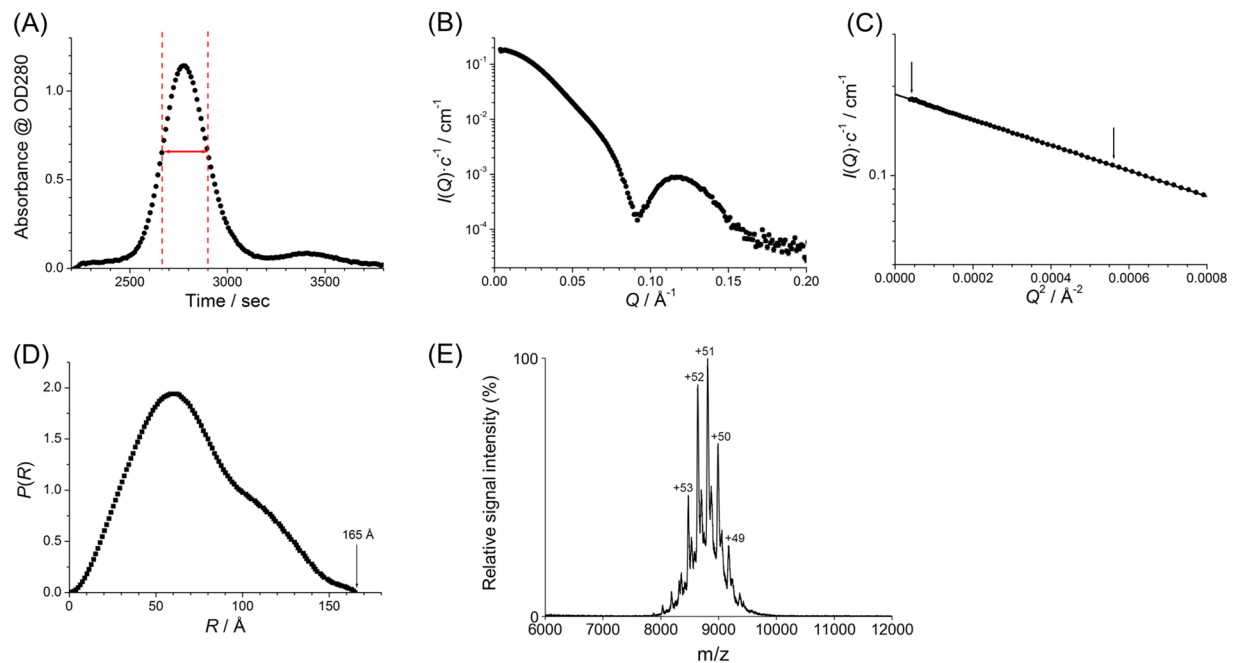 (A)
Absorbance @ OD280
1.0
0.5
0.0
2500 3000 3500
Time / sec
(B)
I(Q)·c⁻¹ / cm⁻¹
10⁻¹
10⁻²
10⁻³
10⁻⁴
0.00 0.05 0.10 0.15 0.20
Q / Å⁻¹
(C)
I(Q)·c⁻¹ / cm⁻¹
0.1
0.0000 0.0002 0.0004 0.0006 0.0008
Q² / Å⁻²
(D)
P(R)
2.0
1.5
1.0
0.5
0.0
165 Å
0 50 100 150
R / Å
(E)
Relative signal intensity (%)
100
0
+51
+52
+50
+53
+49
6000 7000 8000 9000 10000 11000 12000
m/z